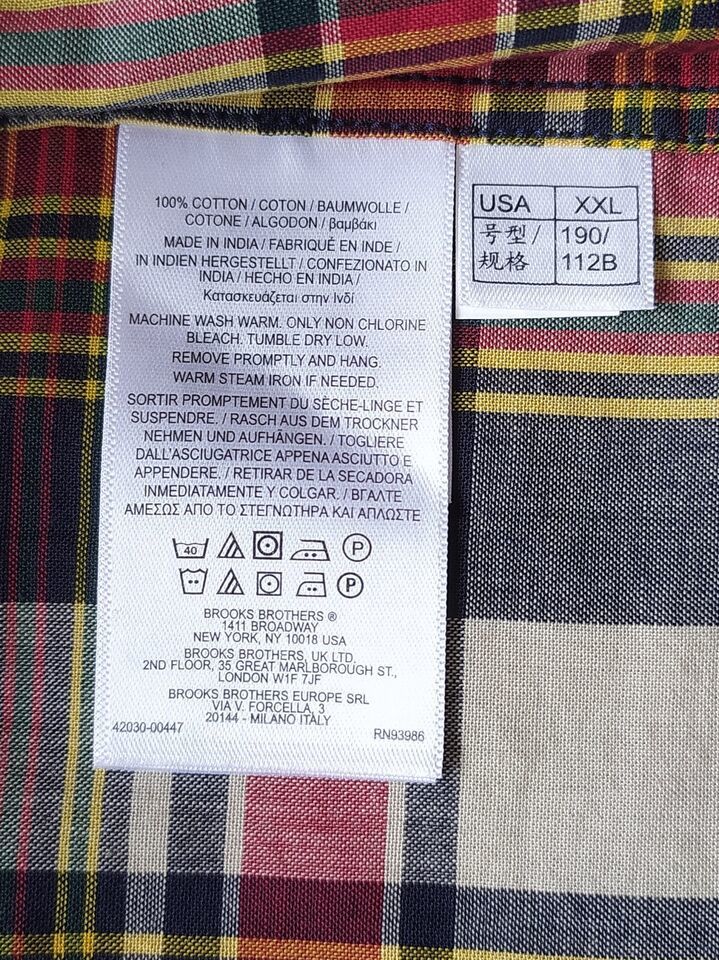 100% COTTON / COTON / BAUMWOLLE /
COTONE / ALGODON / βαμβάκι
MADE IN INDIA / FABRIQUÉ EN INDE /
IN INDIEN HERGESTELLT / CONFEZIONATO IN
INDIA / HECHO EN INDIA /
Κατασκευάζεται στην Ινδί
MACHINE WASH WARM. ONLY NON CHLORINE
BLEACH. TUMBLE DRY LOW.
REMOVE PROMPTLY AND HANG.
WARM STEAM IRON IF NEEDED.
SORTIR PROMPTEMENT DU SÈCHE-LINGE ET
SUSPENDRE. / RASCH AUS DEM TROCKNER
NEHMEN UND AUFHÄNGEN. / TOGLIERE
DALL'ASCIUGATRICE APPENA ASCIUTTO E
APPENDERE. / RETIRAR DE LA SECADORA
INMEDIATAMENTE Y COLGAR. / ΒΓΑΛΤΕ
ΑΜΕΣΩΣ ΑΠΟ ΤΟ ΣΤΕΓΝΩΤΗΡΑ ΚΑΙ ΑΠΛΩΣΤΕ
40 P
P
BROOKS BROTHERS ®
1411 BROADWAY
NEW YORK, NY 10018 USA
BROOKS BROTHERS, UK LTD,
2ND FLOOR, 35 GREAT MARLBOROUGH ST.,
LONDON W1F 7JF
BROOKS BROTHERS EUROPE SRL
VIA V. FORCELLA, 3
20144 - MILANO ITALY
42030-00447 RN93986
USA XXL
号型/ 190/
规格 112B